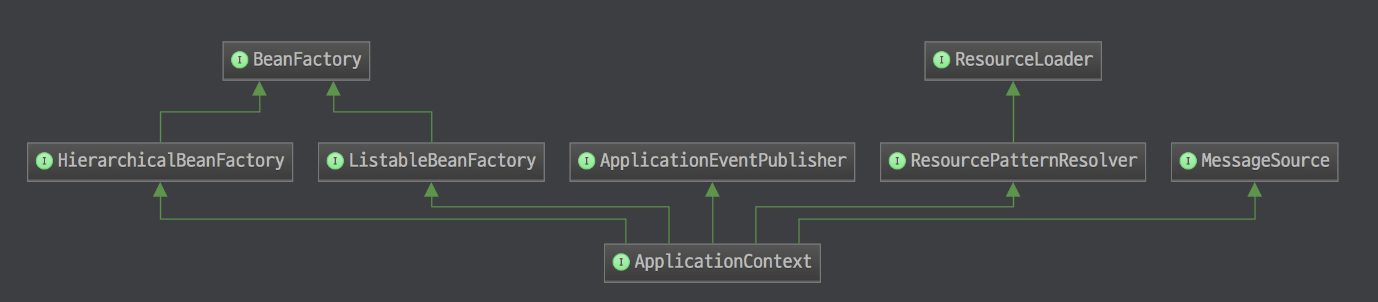 I BeanFactory
I ResourceLoader
I HierarchicalBeanFactory
I ListableBeanFactory
I ApplicationEventPublisher
I ResourcePatternResolver
I MessageSource
I ApplicationContext